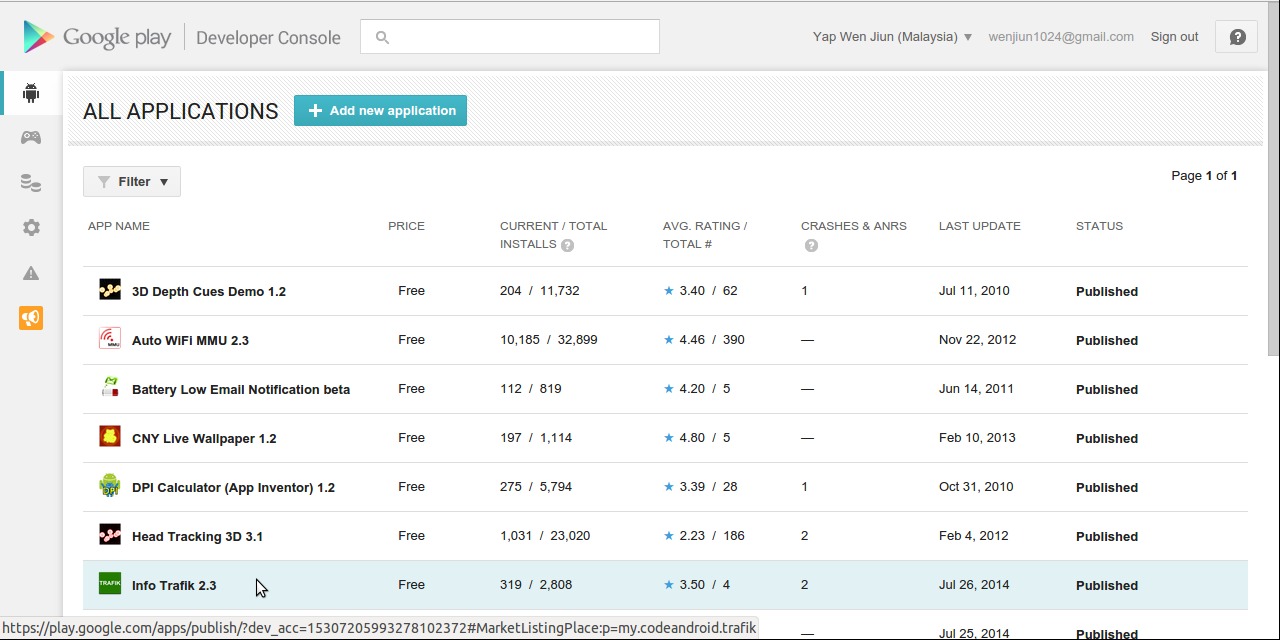 Google play Developer Console Yap Wen Jiun (Malaysia) ▼ wenjiun1024@gmail.com Sign out ?
ALL APPLICATIONS + Add new application
Filter ▼ Page 1 of 1
APP NAME PRICE CURRENT / TOTAL INSTALLS ? AVG. RATING / TOTAL # CRASHES & ANRS ? LAST UPDATE STATUS
3D Depth Cues Demo 1.2 Free 204 / 11,732 ★ 3.40 / 62 1 Jul 11, 2010 Published
MMU Auto WiFi MMU 2.3 Free 10,185 / 32,899 ★ 4.46 / 390 — Nov 22, 2012 Published
Battery Low Email Notification beta Free 112 / 819 ★ 4.20 / 5 — Jun 14, 2011 Published
CNY Live Wallpaper 1.2 Free 197 / 1,114 ★ 4.80 / 5 — Feb 10, 2013 Published
DPI DPI Calculator (App Inventor) 1.2 Free 275 / 5,794 ★ 3.39 / 28 1 Oct 31, 2010 Published
Head Tracking 3D 3.1 Free 1,031 / 23,020 ★ 2.23 / 186 2 Feb 4, 2012 Published
TRAFIK Info Trafik 2.3 Free 319 / 2,808 ★ 3.50 / 4 2 Jul 26, 2014 Published
— Jul 25, 2014 Published
https://play.google.com/apps/publish/?dev_acc=15307205993278102372#MarketListingPlace:p=my.codeandroid.trafik